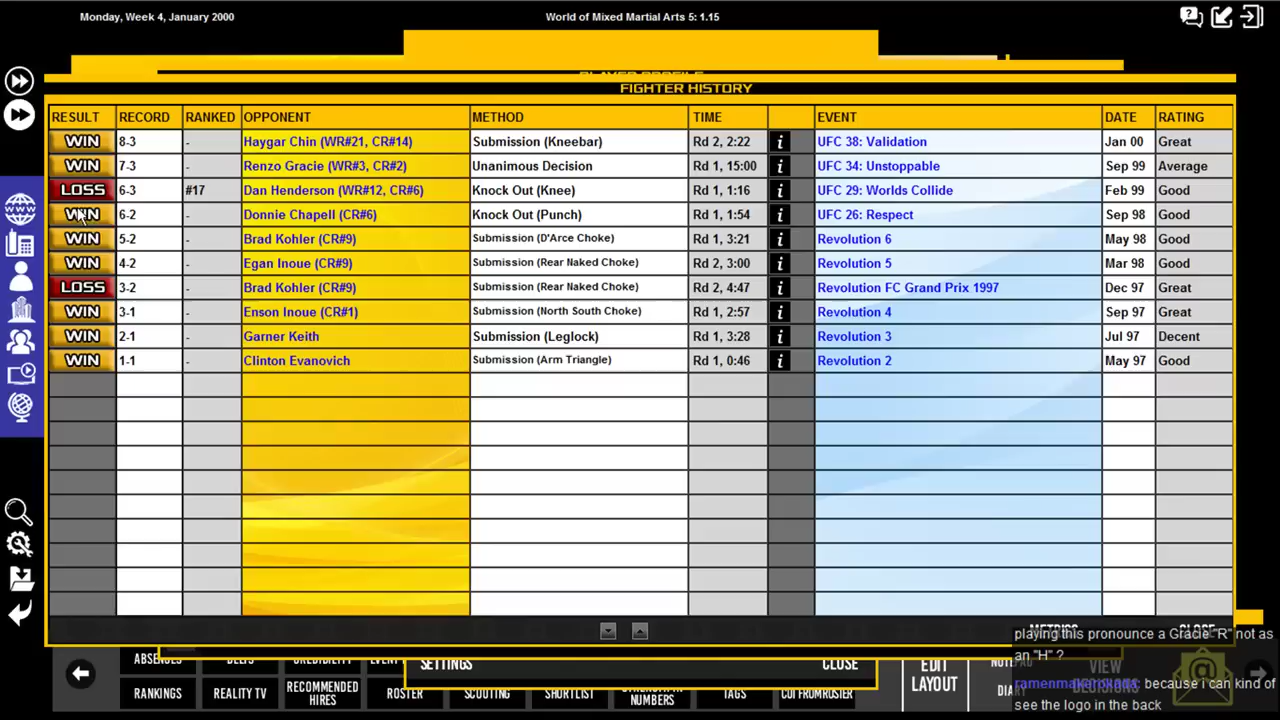 Monday, Week 4, January 2000
World of Mixed Martial Arts 5: 1.15
FIGHTER HISTORY
RESULT RECORD RANKED OPPONENT METHOD TIME EVENT DATE RATING
WIN 8-3 - Haygar Chin (WR#21, CR#14) Submission (Kneebar) Rd 2, 2:22 i UFC 38: Validation Jan 00 Great
WIN 7-3 - Renzo Gracie (WR#3, CR#2) Unanimous Decision Rd 1, 15:00 i UFC 34: Unstoppable Sep 99 Average
LOSS 6-3 #17 Dan Henderson (WR#12, CR#6) Knock Out (Knee) Rd 1, 1:16 i UFC 29: Worlds Collide Feb 99 Good
WIN 6-2 - Donnie Chapell (CR#6) Knock Out (Punch) Rd 1, 1:54 i UFC 26: Respect Sep 98 Good
WIN 5-2 - Brad Kohler (CR#9) Submission (D'Arce Choke) Rd 1, 3:21 i Revolution 6 May 98 Good
WIN 4-2 - Egan Inoue (CR#9) Submission (Rear Naked Choke) Rd 2, 3:00 i Revolution 5 Mar 98 Good
LOSS 3-2 - Brad Kohler (CR#9) Submission (Rear Naked Choke) Rd 2, 4:47 i Revolution FC Grand Prix 1997 Dec 97 Great
WIN 3-1 - Enson Inoue (CR#1) Submission (North South Choke) Rd 1, 2:57 i Revolution 4 Sep 97 Great
WIN 2-1 - Garner Keith Submission (Leglock) Rd 1, 3:28 i Revolution 3 Jul 97 Decent
WIN 1-1 - Clinton Evanovich Submission (Arm Triangle) Rd 1, 0:46 i Revolution 2 May 97 Good
METRICS CLOSE
playing this pronounce a Gracie "R" not as
an "H" ?
because i can kind of
see the logo in the back
SETTINGS CLOSE
ABSENCES BELTS CREDIBILITY
RANKINGS REALITY TV RECOMMENDED HIRES ROSTER SCOUTING SHORTLIST NUMBERS TAGS
EDIT LAYOUT
VIEW DECISIONS